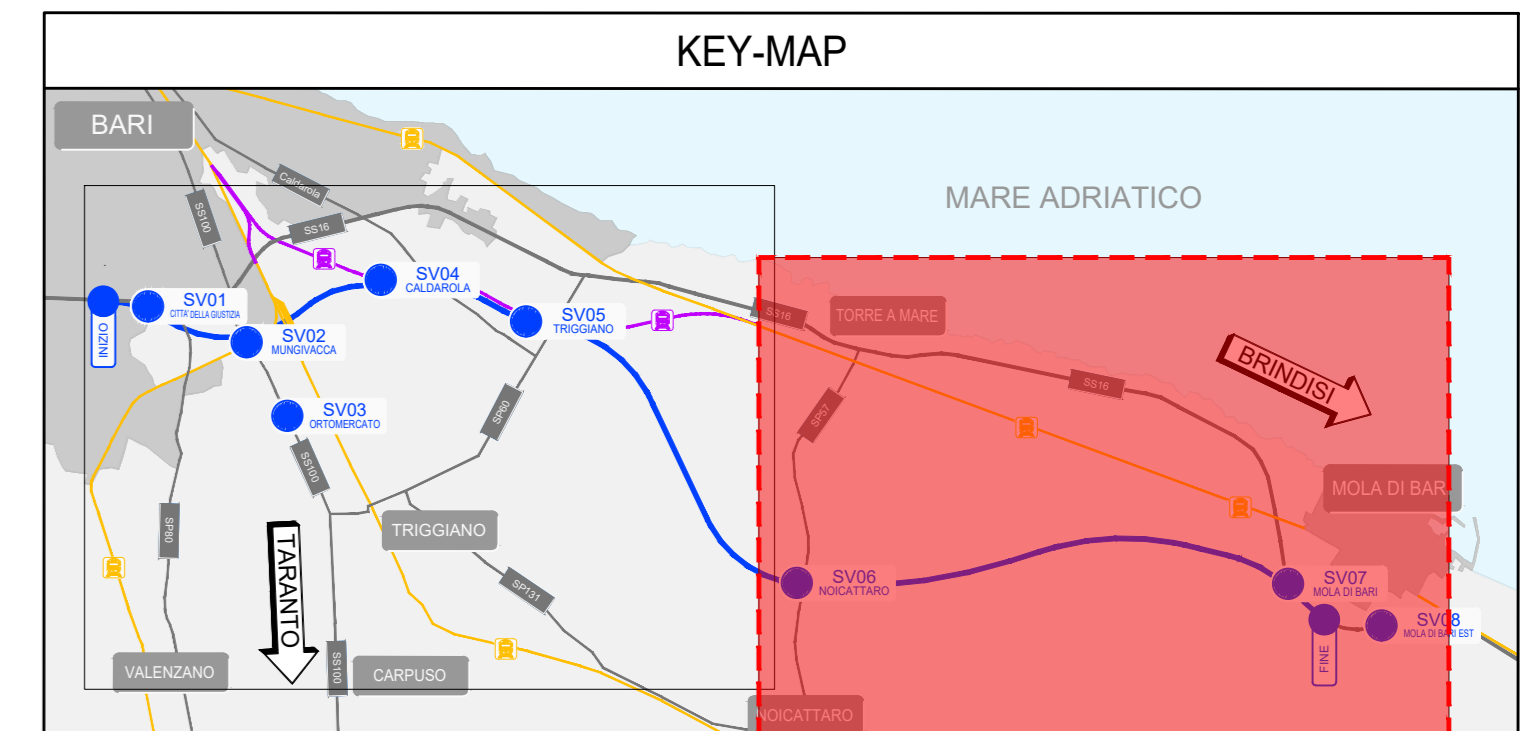 KEY-MAP
BARI
MARE ADRIATICO
Caldarola
SS100
SS16
SV04
CALDAROLA
SV01
CITTA' DELLA GIUSTIZIA
SV05
TRIGGIANO
SS16
TORRE A MARE
INIZIO
SV02
MUNGIVACCA
BRINDISI
SS16
SV03
ORTOMERCATO
SP60
SP57
SS100
MOLA DI BARI
SP80
TRIGGIANO
TARANTO
SP131
SV06
NOICATTARO
SV07
MOLA DI BARI
SV08
MOLA DI BARI EST
FINE
VALENZANO
SS100
CARPUSO
NOICATTARO